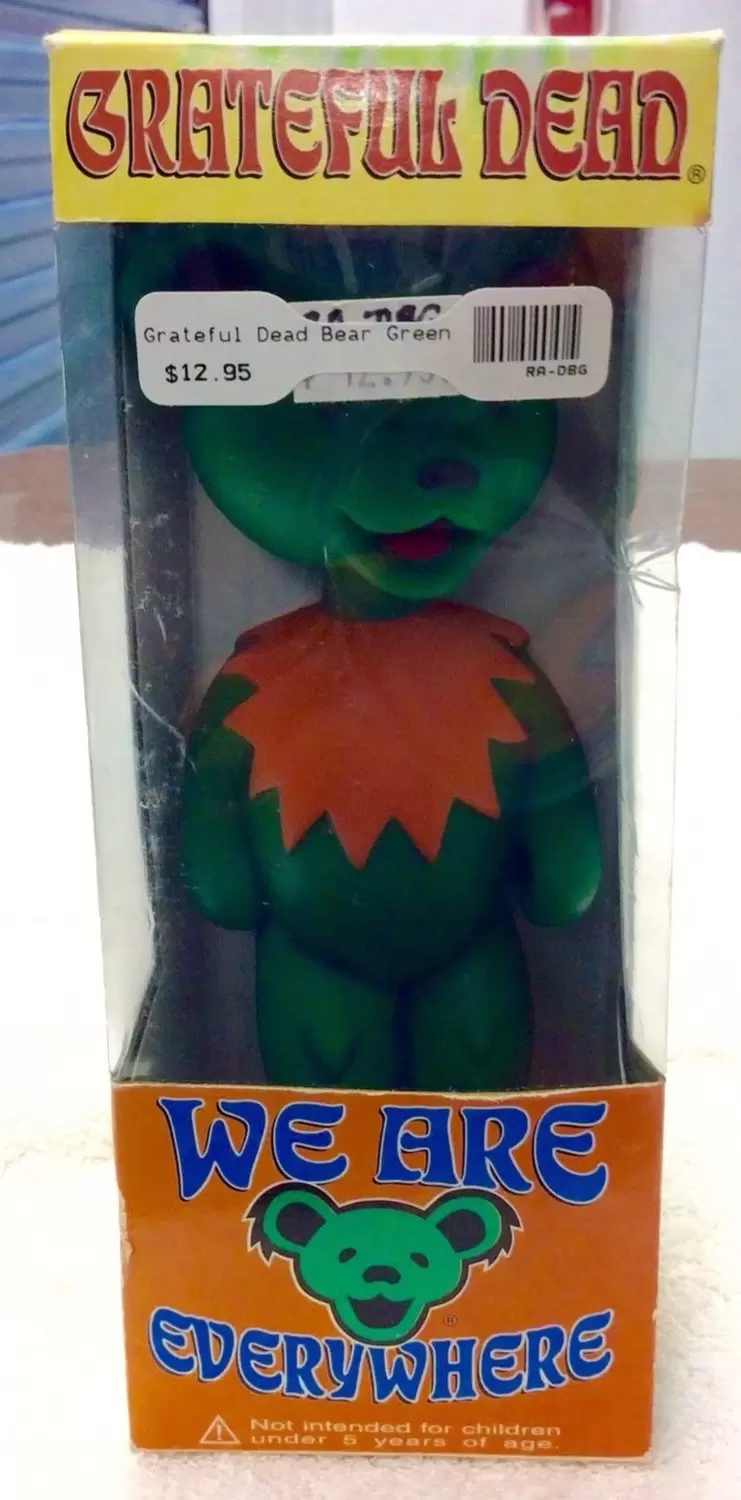 GRATEFUL DEAD®
Grateful Dead Bear Green
$12.95
RA-DBG
WE ARE
®
EVERYWHERE
Not intended for children
under 5 years of age.